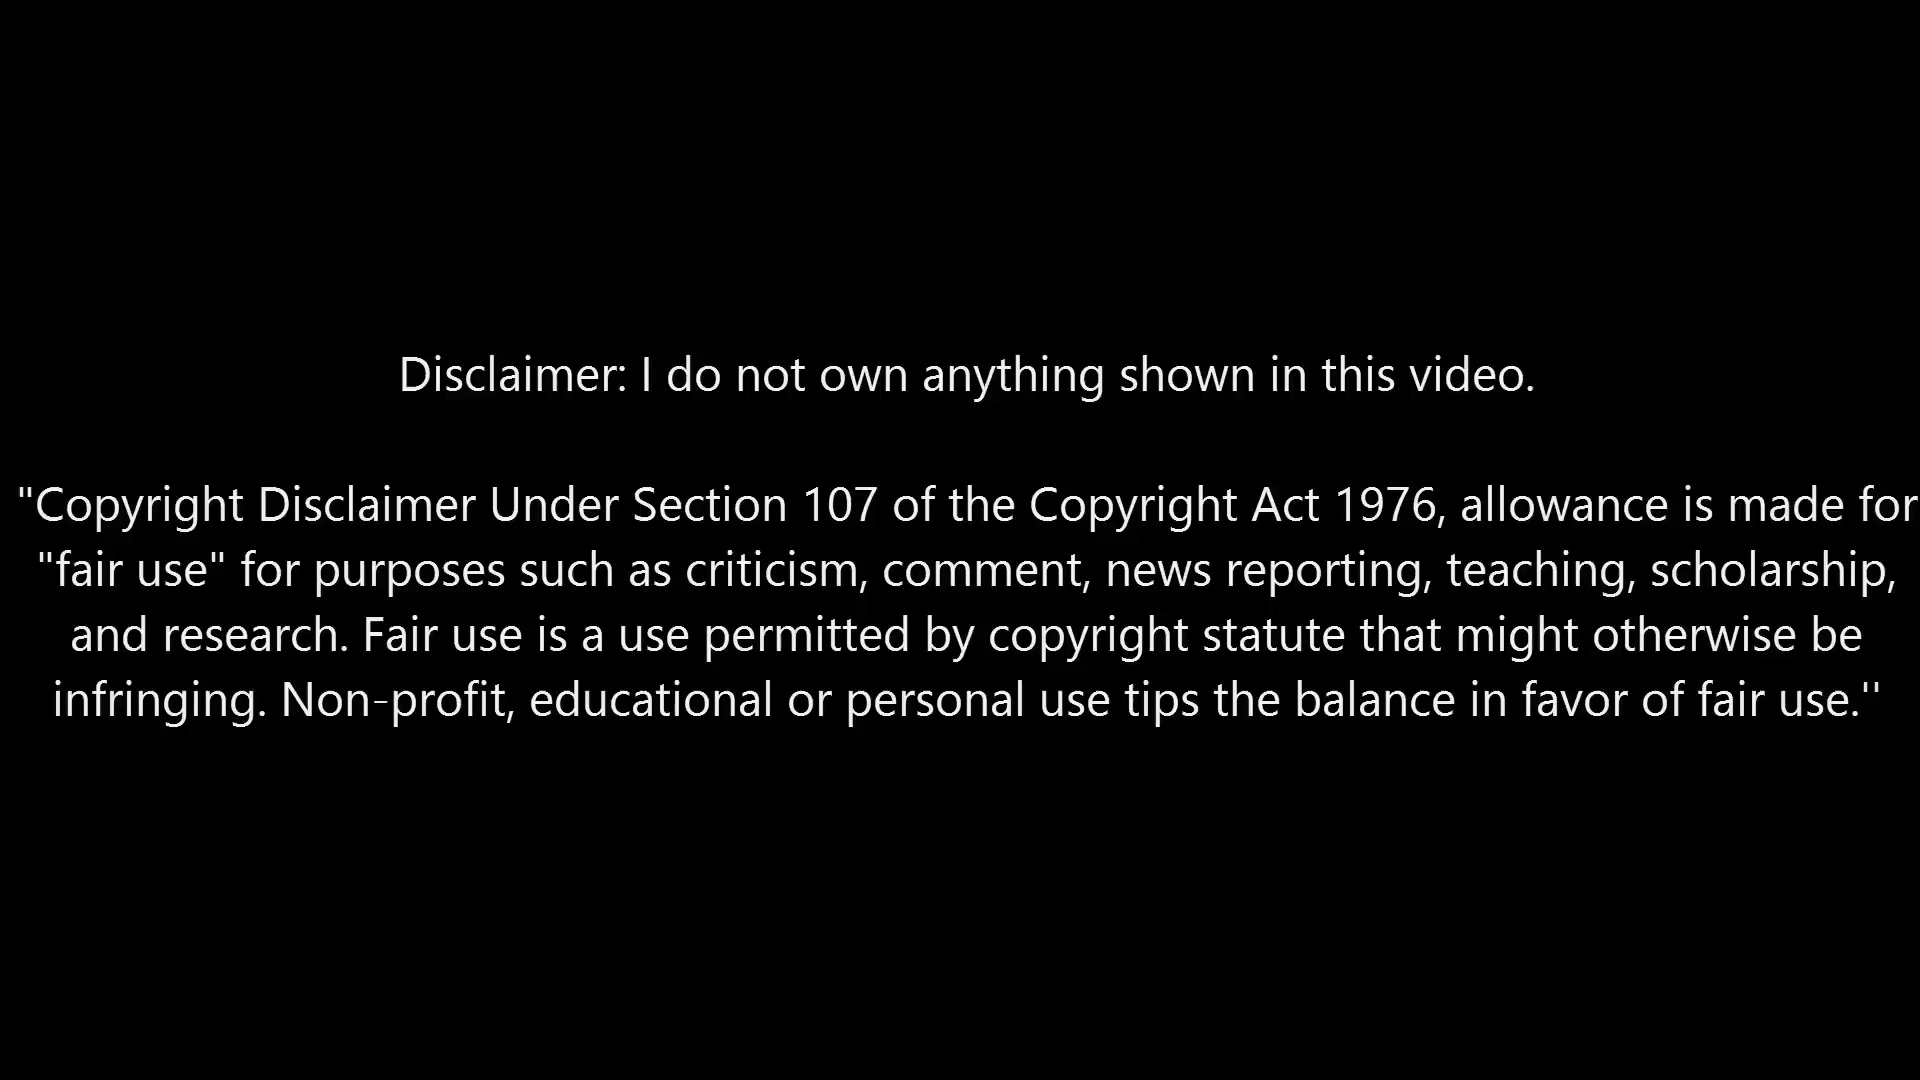 Disclaimer: I do not own anything shown in this video.
"Copyright Disclaimer Under Section 107 of the Copyright Act 1976, allowance is made for
"fair use" for purposes such as criticism, comment, news reporting, teaching, scholarship,
and research. Fair use is a use permitted by copyright statute that might otherwise be
infringing. Non-profit, educational or personal use tips the balance in favor of fair use.''